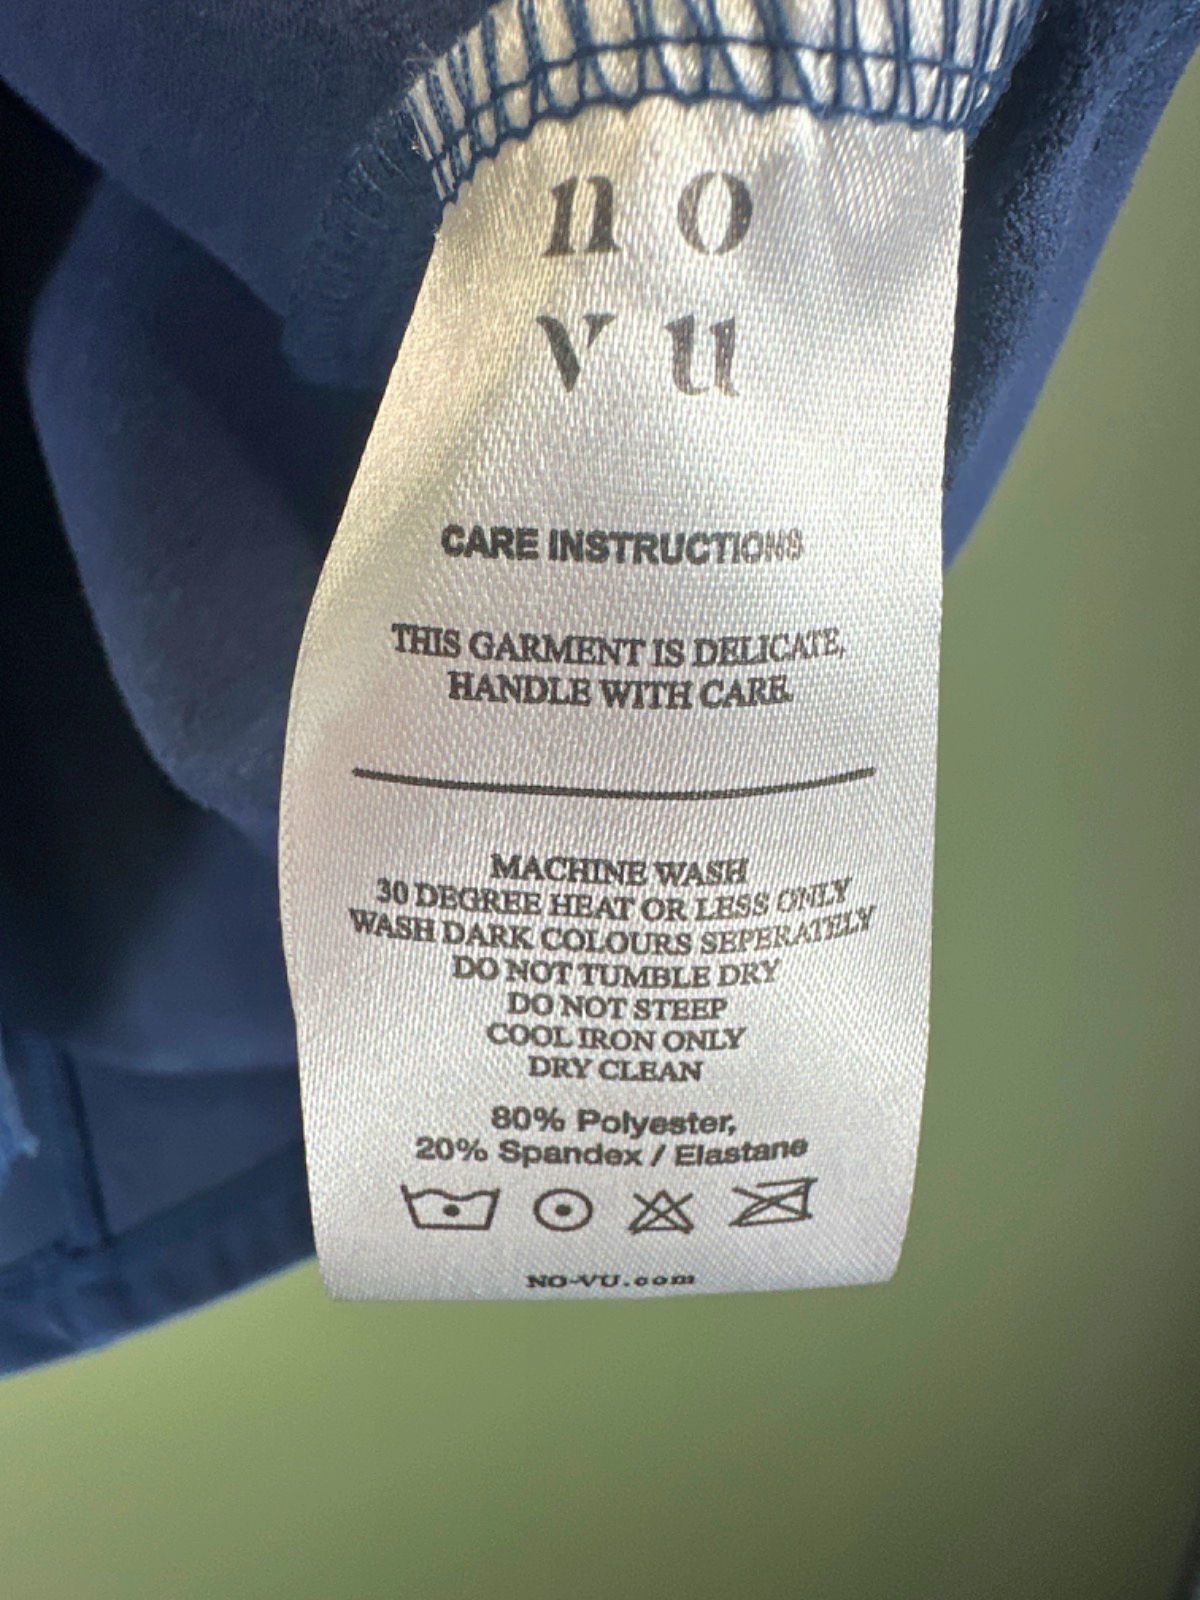 no
vu
CARE INSTRUCTIONS
THIS GARMENT IS DELICATE,
HANDLE WITH CARE
MACHINE WASH
30 DEGREE HEAT OR LESS ONLY
WASH DARK COLOURS SEPERATELY
DO NOT TUMBLE DRY
DO NOT STEEP
COOL IRON ONLY
DRY CLEAN
80% Polyester,
20% Spandex / Elastane
NO-VU.com